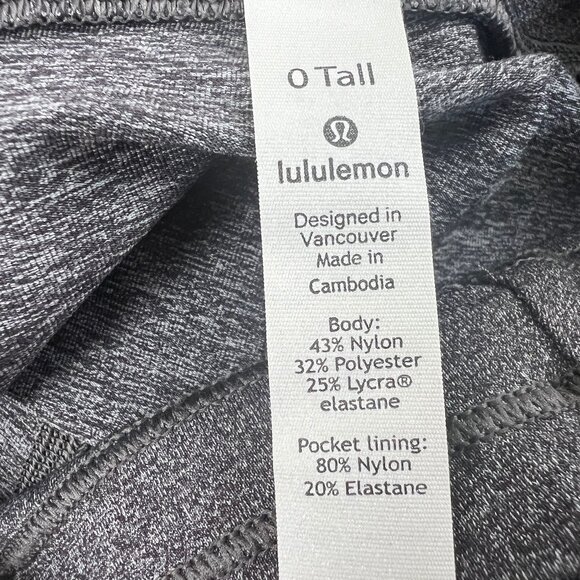 0 Tall
lululemon
Designed in
Vancouver
Made in
Cambodia
Body:
43% Nylon
32% Polyester
25% Lycra®
elastane
Pocket lining:
80% Nylon
20% Elastane